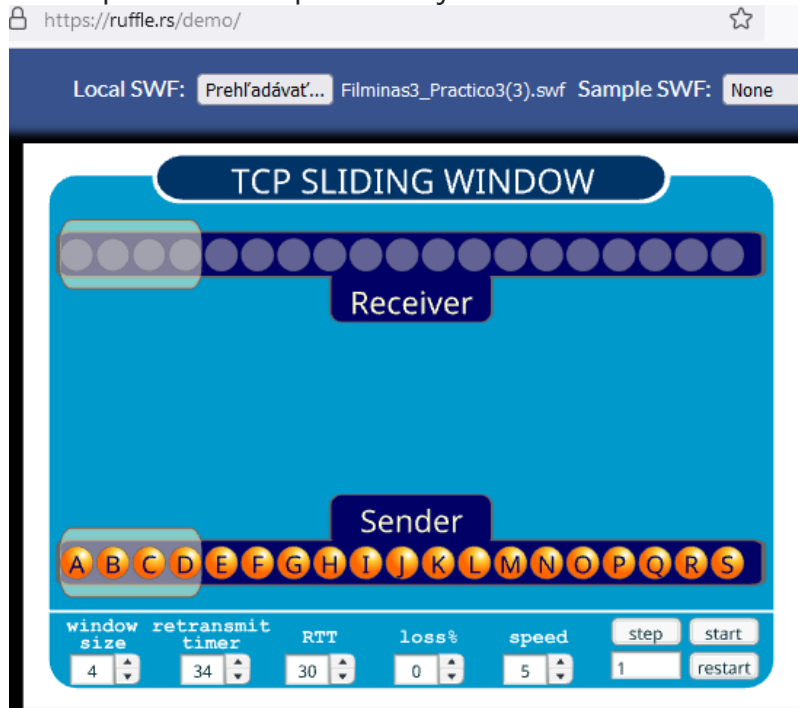 https://ruffle.rs/demo/
Local SWF: Prehľadávať... Filminas3_Practico3(3).swf Sample SWF: None
TCP SLIDING WINDOW
Receiver
Sender
A B C D E F G H I J K L M N O P Q R S
window size retransmit timer RTT loss% speed step start
4 34 30 0 5 1 restart